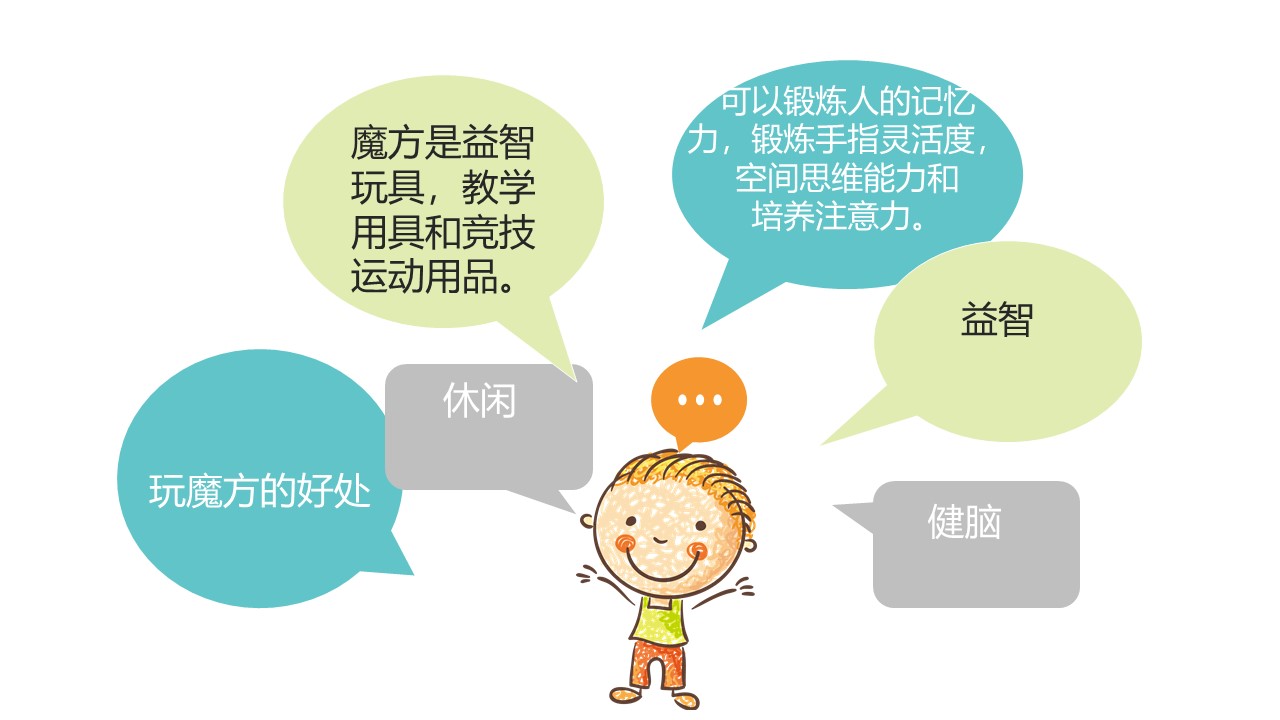 魔方是益智
玩具，教学
用具和竞技
运动用品。
可以锻炼人的记忆
力，锻炼手指灵活度，
空间思维能力和
培养注意力。
益智
休闲
玩魔方的好处
健脑